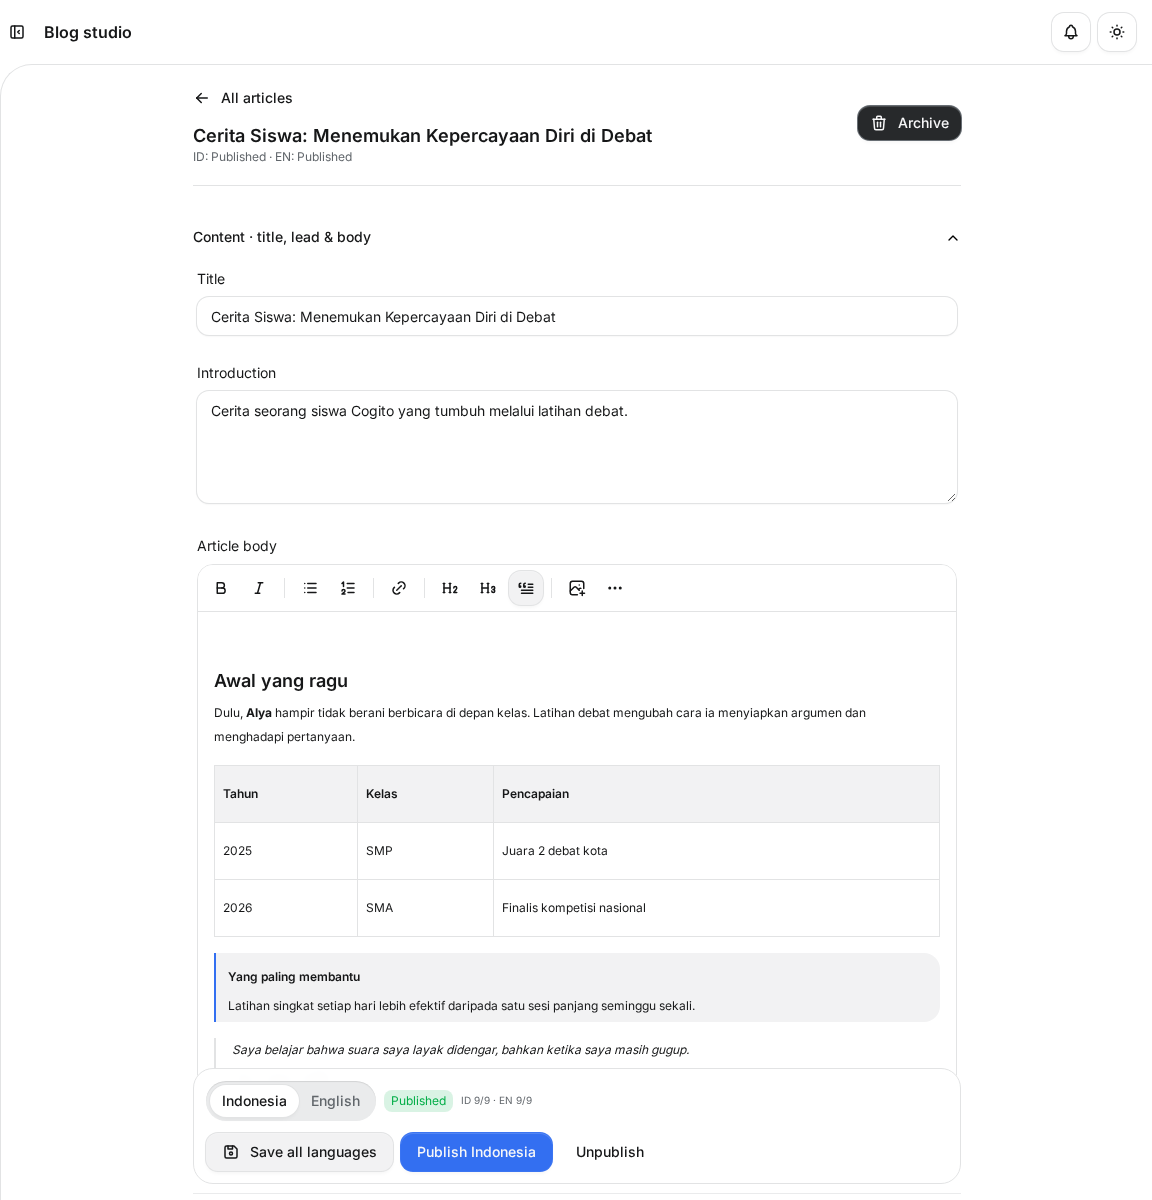 Blog studio
All articles
Cerita Siswa: Menemukan Kepercayaan Diri di Debat
ID: Published · EN: Published
Archive
Content · title, lead & body
Title
Cerita Siswa: Menemukan Kepercayaan Diri di Debat
Introduction
Cerita seorang siswa Cogito yang tumbuh melalui latihan debat.
Article body
B I H2 H3
Awal yang ragu
Dulu, Alya hampir tidak berani berbicara di depan kelas. Latihan debat mengubah cara ia menyiapkan argumen dan
menghadapi pertanyaan.
Tahun Kelas Pencapaian
2025 SMP Juara 2 debat kota
2026 SMA Finalis kompetisi nasional
Yang paling membantu
Latihan singkat setiap hari lebih efektif daripada satu sesi panjang seminggu sekali.
Saya belajar bahwa suara saya layak didengar, bahkan ketika saya masih gugup.
Indonesia English Published ID 9/9 · EN 9/9
Save all languages Publish Indonesia Unpublish